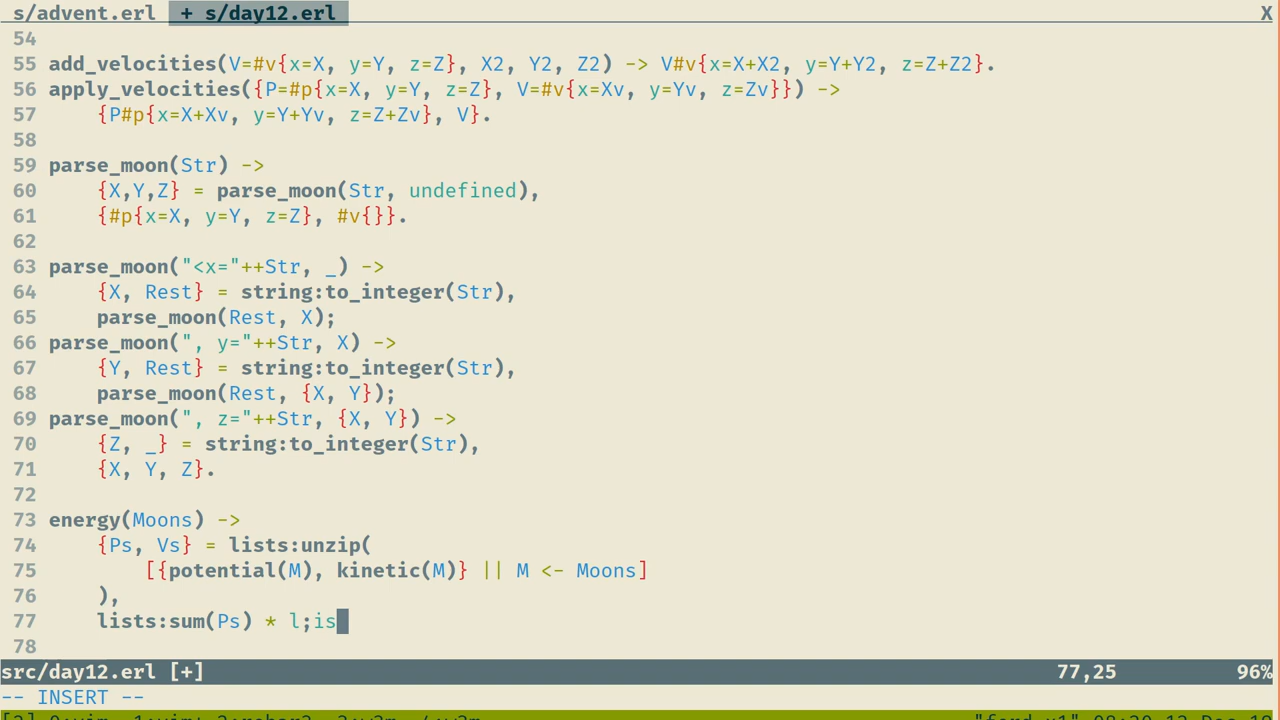 s/advent.erl + s/day12.erl X
54
55 add_velocities(V=#v{x=X, y=Y, z=Z}, X2, Y2, Z2) -> V#v{x=X+X2, y=Y+Y2, z=Z+Z2}.
56 apply_velocities({P=#p{x=X, y=Y, z=Z}, V=#v{x=Xv, y=Yv, z=Zv}}) ->
57     {P#p{x=X+Xv, y=Y+Yv, z=Z+Zv}, V}.
58
59 parse_moon(Str) ->
60     {X,Y,Z} = parse_moon(Str, undefined),
61     {#p{x=X, y=Y, z=Z}, #v{}}.
62
63 parse_moon("<x="++Str, _) ->
64     {X, Rest} = string:to_integer(Str),
65     parse_moon(Rest, X);
66 parse_moon(", y="++Str, X) ->
67     {Y, Rest} = string:to_integer(Str),
68     parse_moon(Rest, {X, Y});
69 parse_moon(", z="++Str, {X, Y}) ->
70     {Z, _} = string:to_integer(Str),
71     {X, Y, Z}.
72
73 energy(Moons) ->
74     {Ps, Vs} = lists:unzip(
75         [{potential(M), kinetic(M)} || M <- Moons]
76     ),
77     lists:sum(Ps) * l;is
78
src/day12.erl [+] 77,25 96%
-- INSERT --